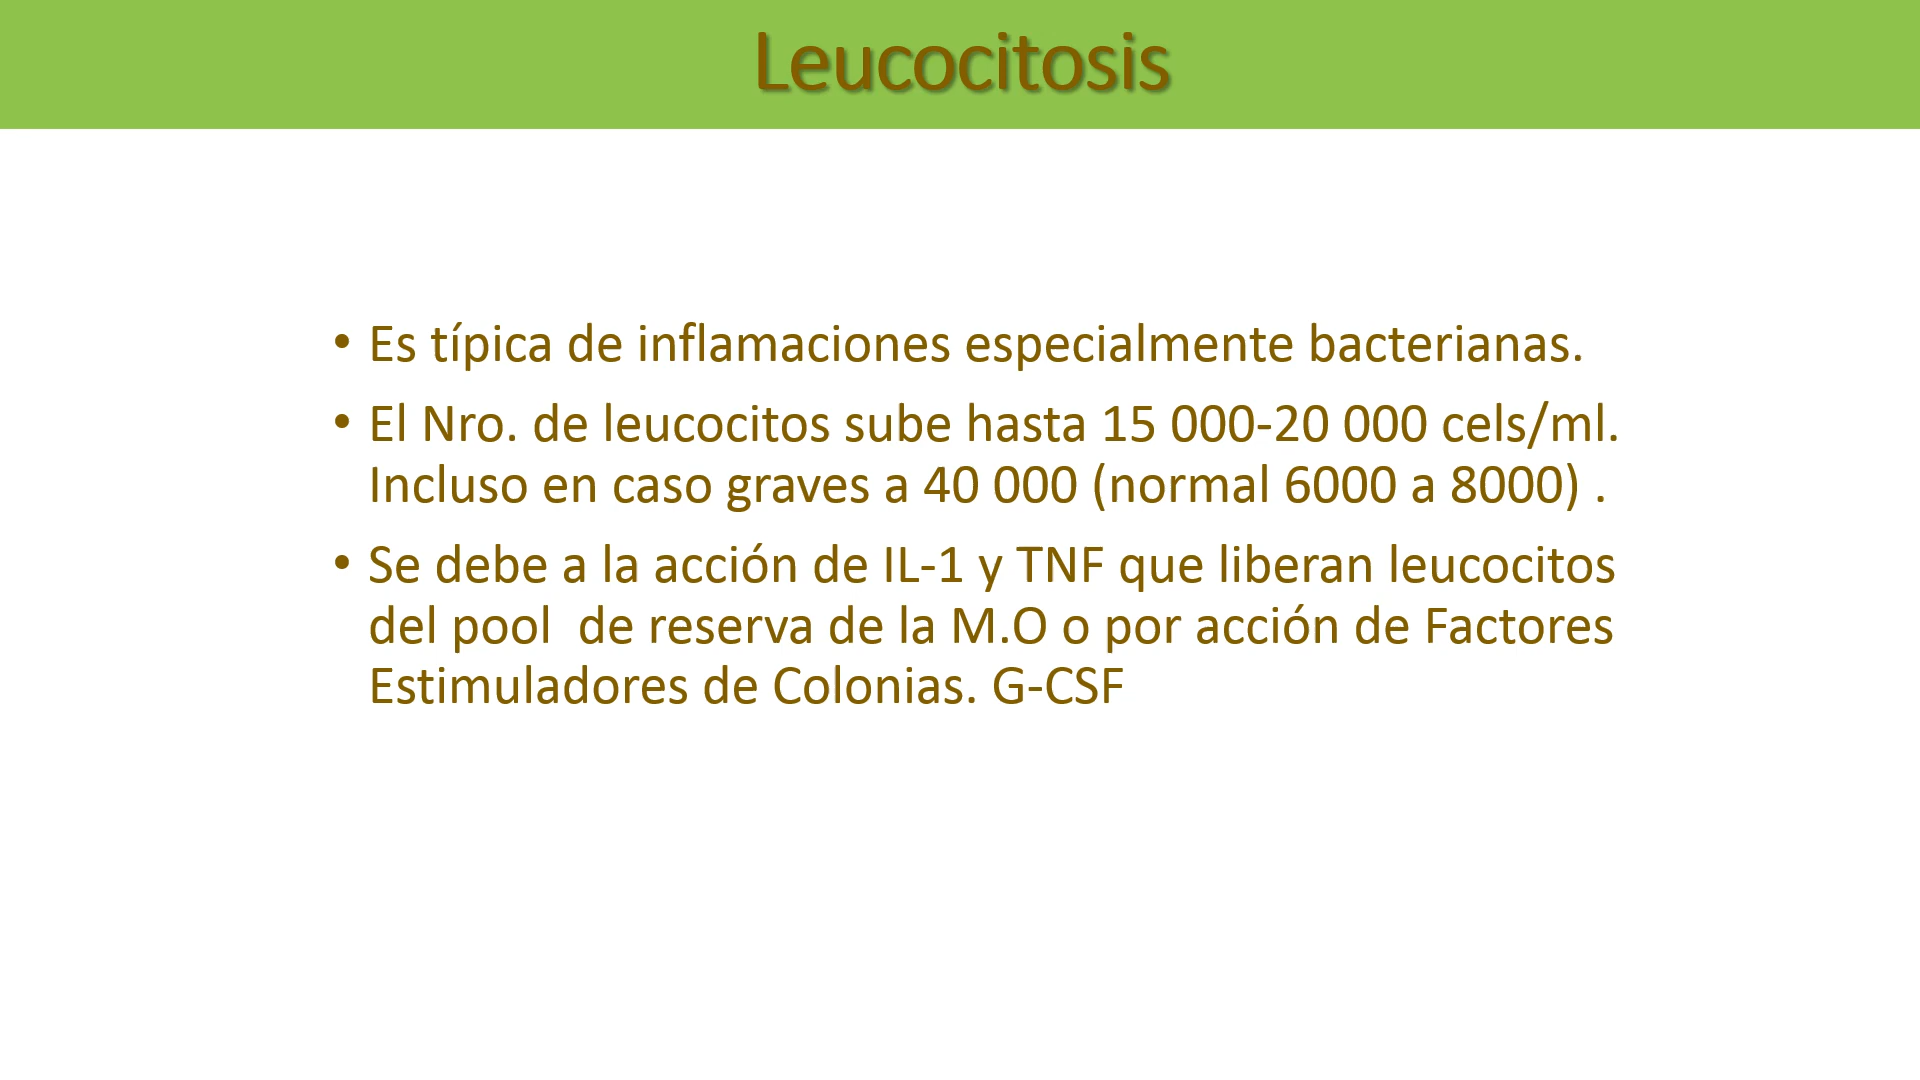 Leucocitosis
• Es típica de inflamaciones especialmente bacterianas.
• El Nro. de leucocitos sube hasta 15 000-20 000 cels/ml.
Incluso en caso graves a 40 000 (normal 6000 a 8000) .
• Se debe a la acción de IL-1 y TNF que liberan leucocitos
del pool  de reserva de la M.O o por acción de Factores
Estimuladores de Colonias. G-CSF